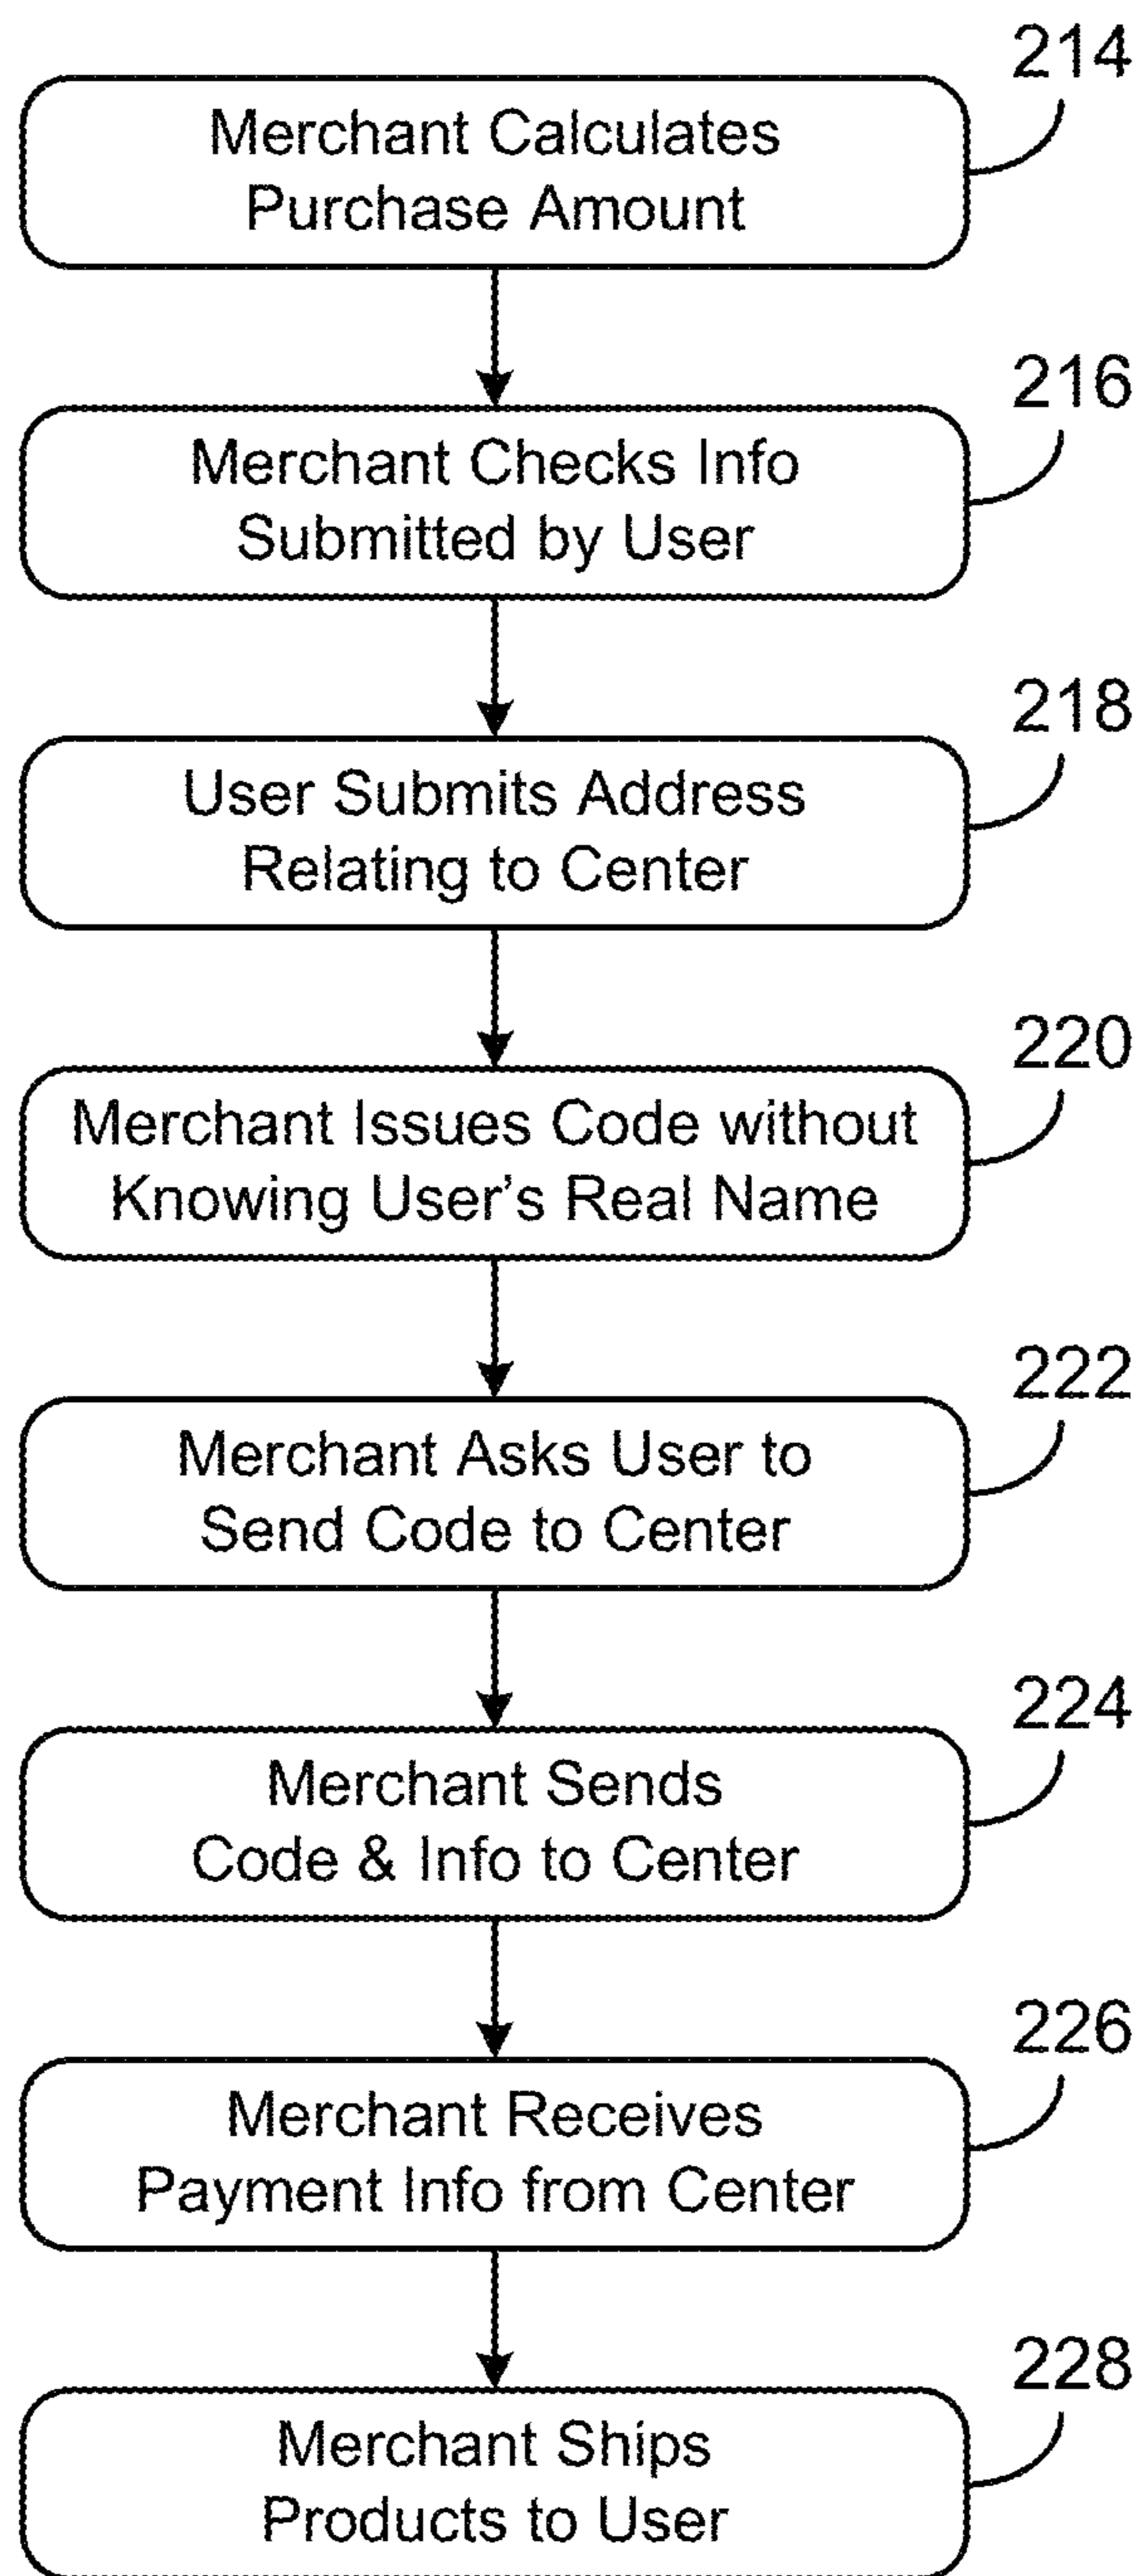 214
Merchant Calculates
Purchase Amount
216
Merchant Checks Info
Submitted by User
218
User Submits Address
Relating to Center
220
Merchant Issues Code without
Knowing User's Real Name
222
Merchant Asks User to
Send Code to Center
224
Merchant Sends
Code & Info to Center
226
Merchant Receives
Payment Info from Center
228
Merchant Ships
Products to User